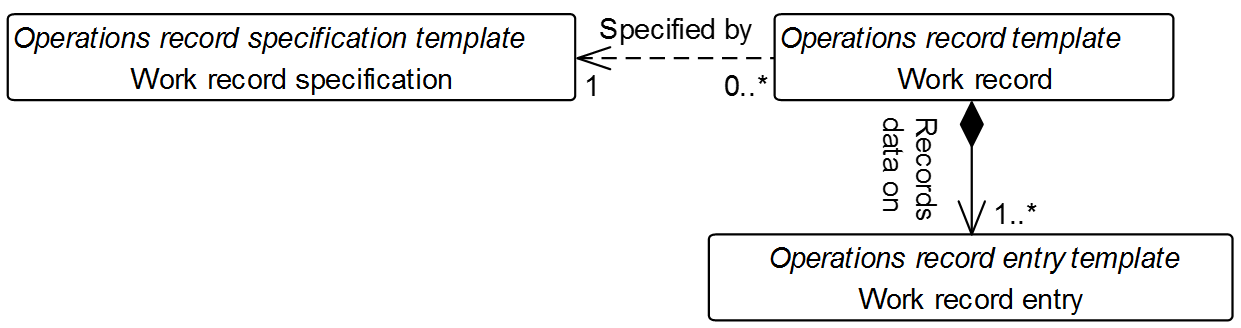 Operations record specification template
Work record specification
Specified by
1
0..*
Operations record template
Work record
Records
data on
1..*
Operations record entry template
Work record entry